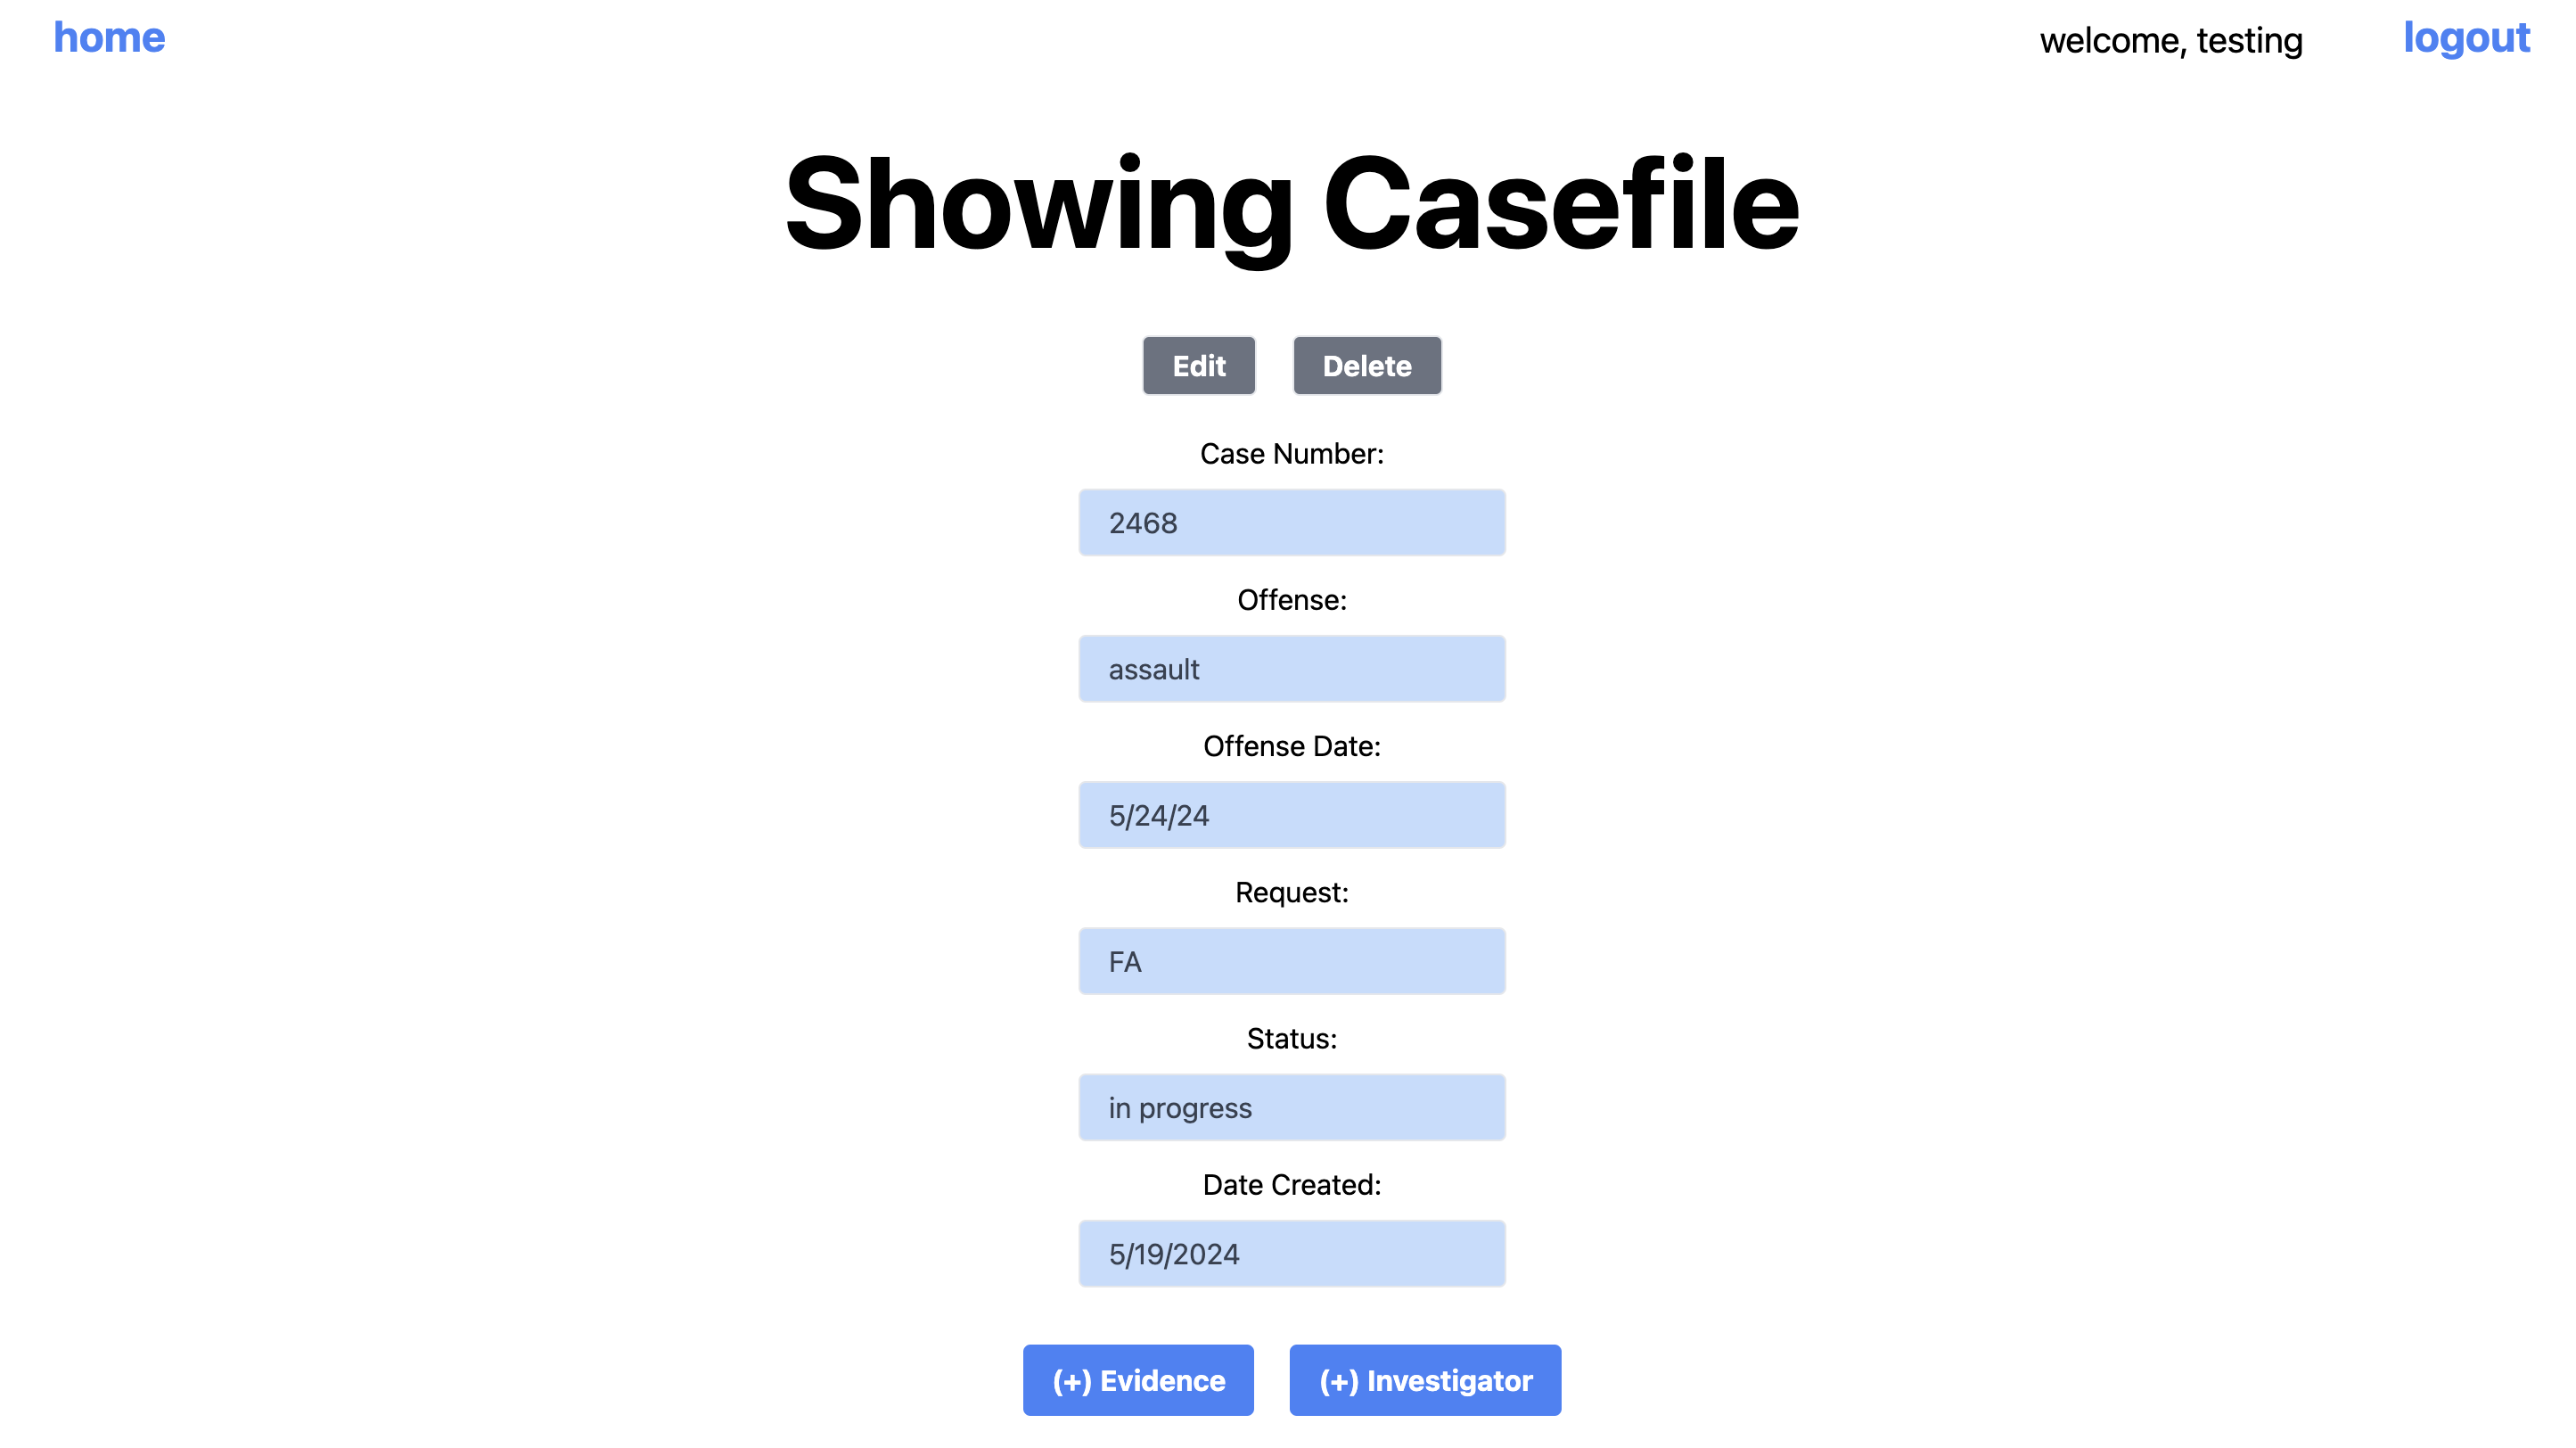 home
welcome, testing
logout
Showing Casefile
Edit
Delete
Case Number:
2468
Offense:
assault
Offense Date:
5/24/24
Request:
FA
Status:
in progress
Date Created:
5/19/2024
(+) Evidence
(+) Investigator